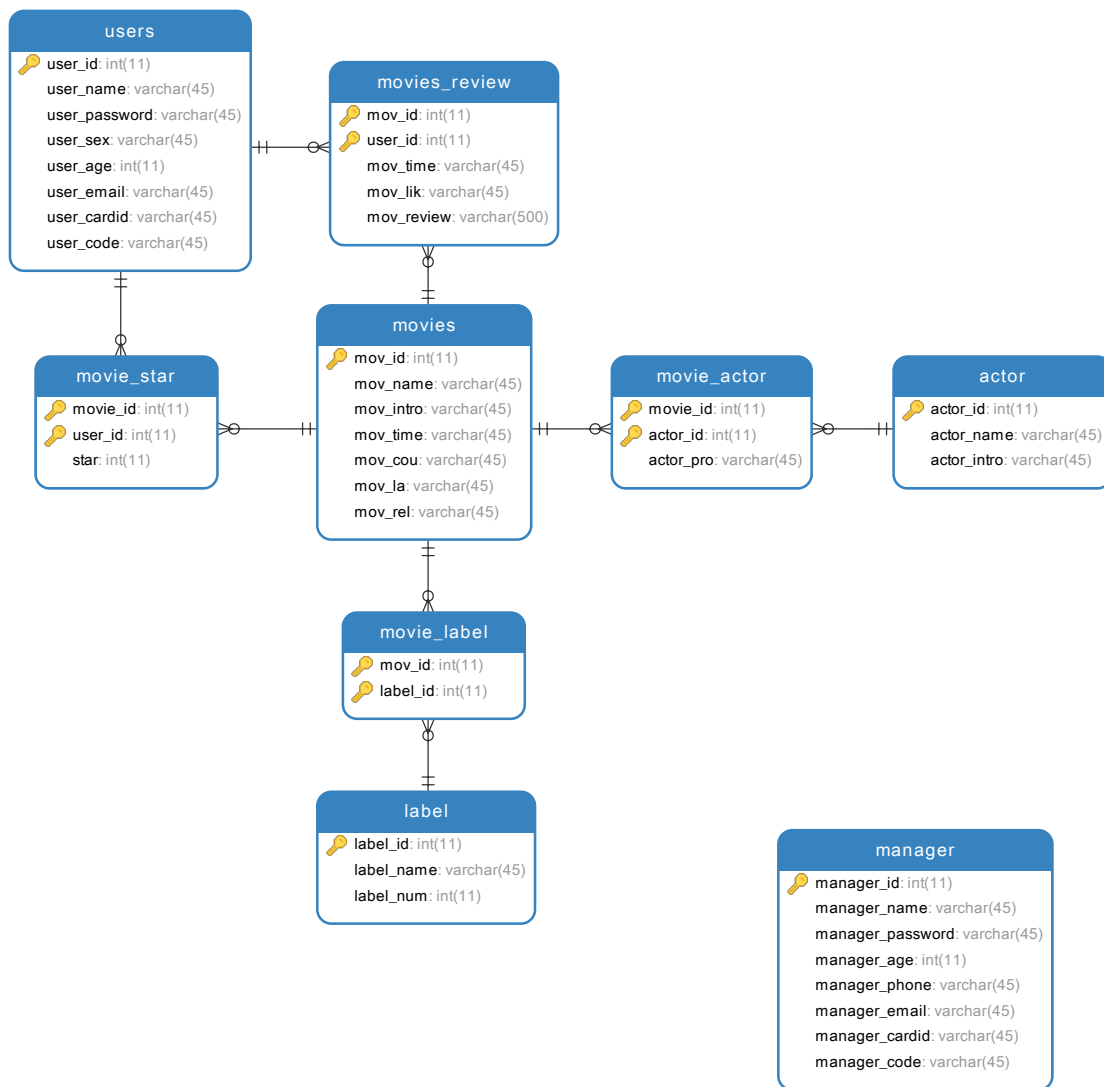 users
user_id: int(11)
user_name: varchar(45)
user_password: varchar(45)
user_sex: varchar(45)
user_age: int(11)
user_email: varchar(45)
user_cardid: varchar(45)
user_code: varchar(45)
movies_review
mov_id: int(11)
user_id: int(11)
mov_time: varchar(45)
mov_lik: varchar(45)
mov_review: varchar(500)
movie_star
movie_id: int(11)
user_id: int(11)
star: int(11)
movies
mov_id: int(11)
mov_name: varchar(45)
mov_intro: varchar(45)
mov_time: varchar(45)
mov_cou: varchar(45)
mov_la: varchar(45)
mov_rel: varchar(45)
movie_actor
movie_id: int(11)
actor_id: int(11)
actor_pro: varchar(45)
actor
actor_id: int(11)
actor_name: varchar(45)
actor_intro: varchar(45)
movie_label
mov_id: int(11)
label_id: int(11)
label
label_id: int(11)
label_name: varchar(45)
label_num: int(11)
manager
manager_id: int(11)
manager_name: varchar(45)
manager_password: varchar(45)
manager_age: int(11)
manager_phone: varchar(45)
manager_email: varchar(45)
manager_cardid: varchar(45)
manager_code: varchar(45)